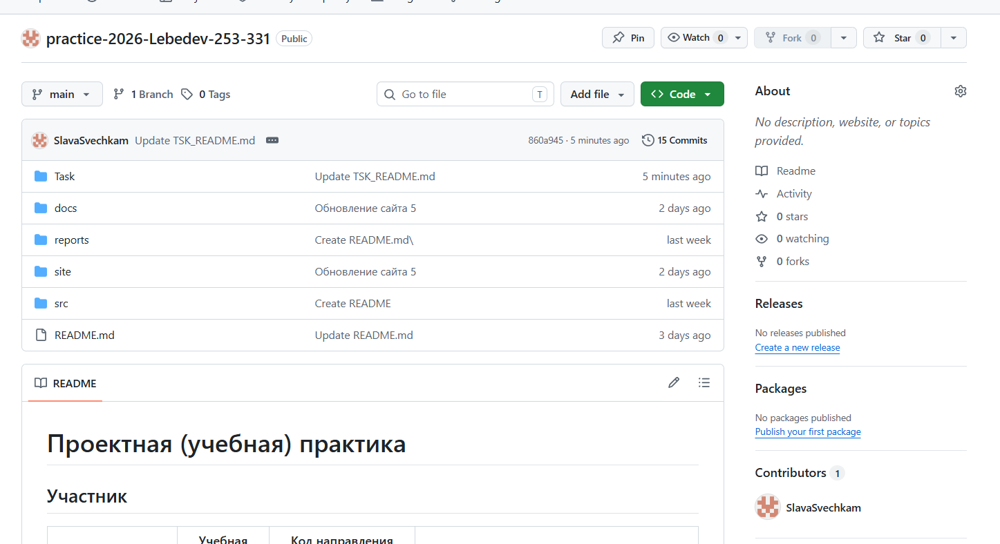 practice-2026-Lebedev-253-331 Public Pin Watch 0 Fork 0 Star 0
main 1 Branch 0 Tags Go to file T Add file Code
SlavaSvechkam Update TSK_README.md 860a945 · 5 minutes ago 15 Commits
Task Update TSK_README.md 5 minutes ago
docs Обновление сайта 5 2 days ago
reports Create README.md\ last week
site Обновление сайта 5 2 days ago
src Create README last week
README.md Update README.md 3 days ago
README
Проектная (учебная) практика
Участник
Учебная Код направления
About
No description, website, or topics
provided.
Readme
Activity
0 stars
0 watching
0 forks
Releases
No releases published
Create a new release
Packages
No packages published
Publish your first package
Contributors 1
SlavaSvechkam